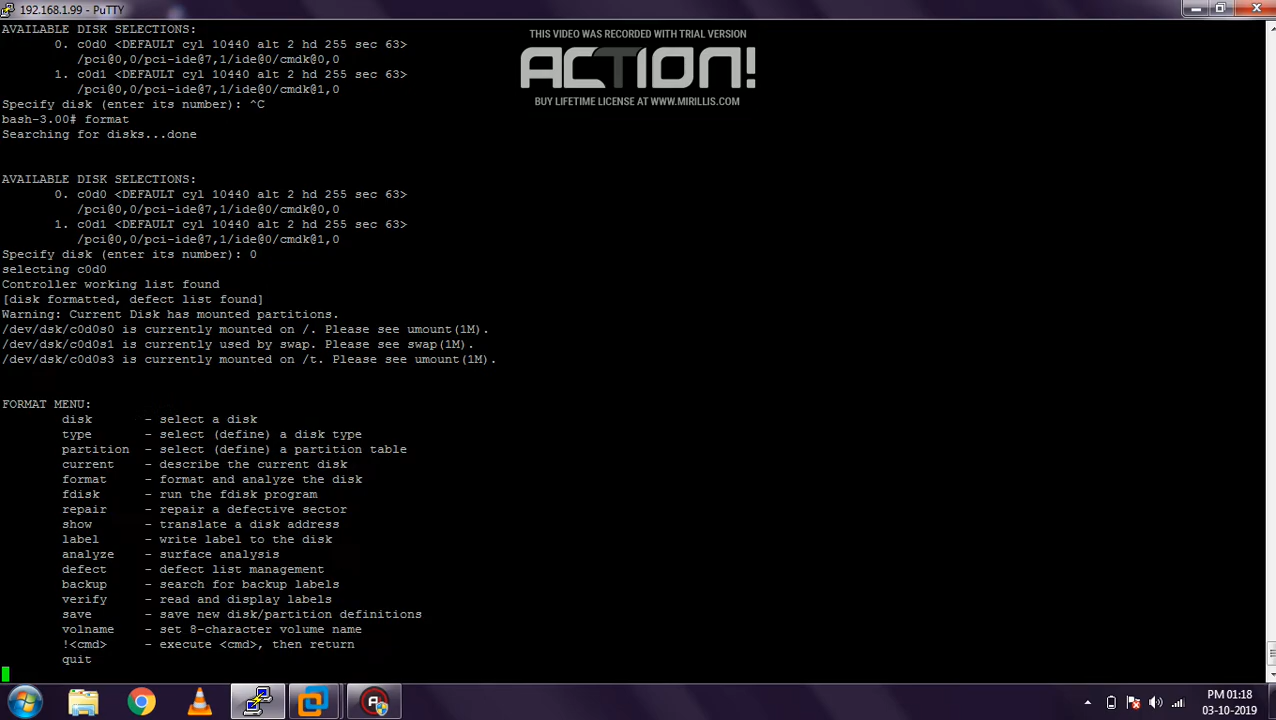 192.168.1.99 - PuTTY
AVAILABLE DISK SELECTIONS:
0. c0d0 <DEFAULT cyl 10440 alt 2 hd 255 sec 63>
/pci@0,0/pci-ide@7,1/ide@0/cmdk@0,0
1. c0d1 <DEFAULT cyl 10440 alt 2 hd 255 sec 63>
/pci@0,0/pci-ide@7,1/ide@0/cmdk@1,0
Specify disk (enter its number): ^C
bash-3.00# format
Searching for disks...done
AVAILABLE DISK SELECTIONS:
0. c0d0 <DEFAULT cyl 10440 alt 2 hd 255 sec 63>
/pci@0,0/pci-ide@7,1/ide@0/cmdk@0,0
1. c0d1 <DEFAULT cyl 10440 alt 2 hd 255 sec 63>
/pci@0,0/pci-ide@7,1/ide@0/cmdk@1,0
Specify disk (enter its number): 0
selecting c0d0
Controller working list found
[disk formatted, defect list found]
Warning: Current Disk has mounted partitions.
/dev/dsk/c0d0s0 is currently mounted on /. Please see umount(1M).
/dev/dsk/c0d0s1 is currently used by swap. Please see swap(1M).
/dev/dsk/c0d0s3 is currently mounted on /t. Please see umount(1M).
FORMAT MENU:
disk - select a disk
type - select (define) a disk type
partition - select (define) a partition table
current - describe the current disk
format - format and analyze the disk
fdisk - run the fdisk program
repair - repair a defective sector
show - translate a disk address
label - write label to the disk
analyze - surface analysis
defect - defect list management
backup - search for backup labels
verify - read and display labels
save - save new disk/partition definitions
volname - set 8-character volume name
!<cmd> - execute <cmd>, then return
quit
THIS VIDEO WAS RECORDED WITH TRIAL VERSION
ACTION!
BUY LIFETIME LICENSE AT WWW.MIRILLIS.COM
PM 01:18
03-10-2019